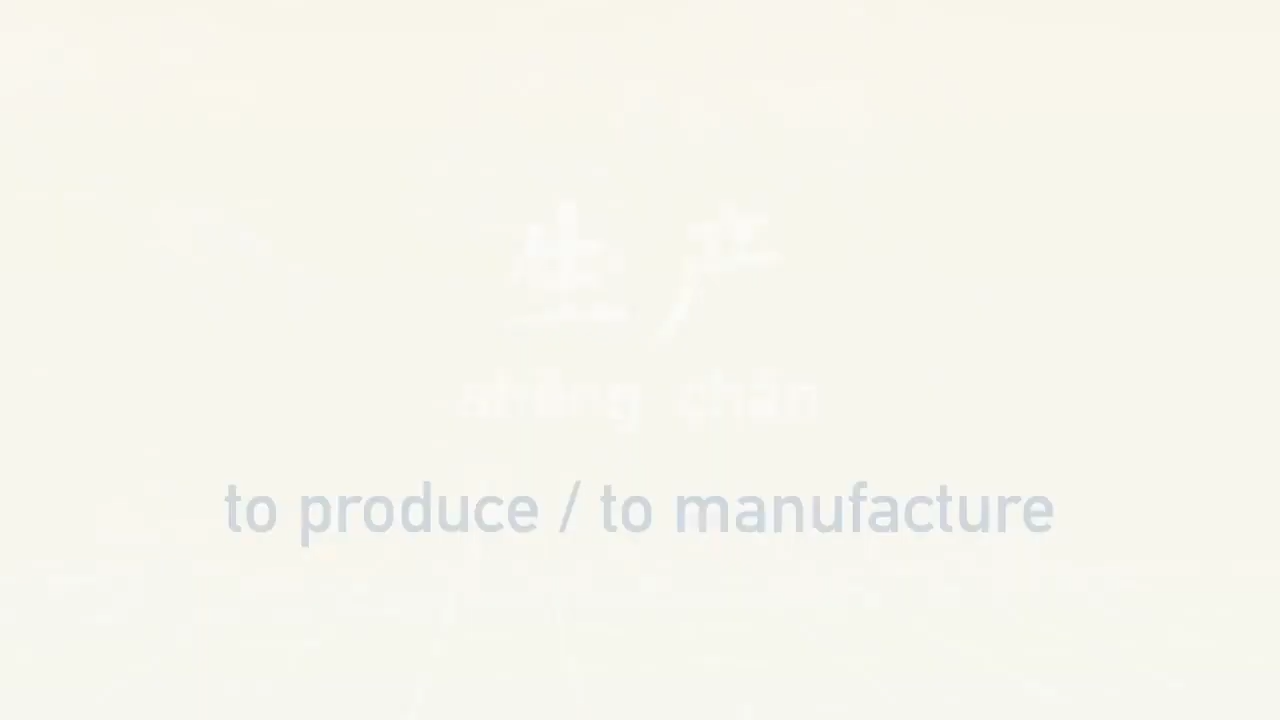 生产
shēng chǎn
to produce / to manufacture